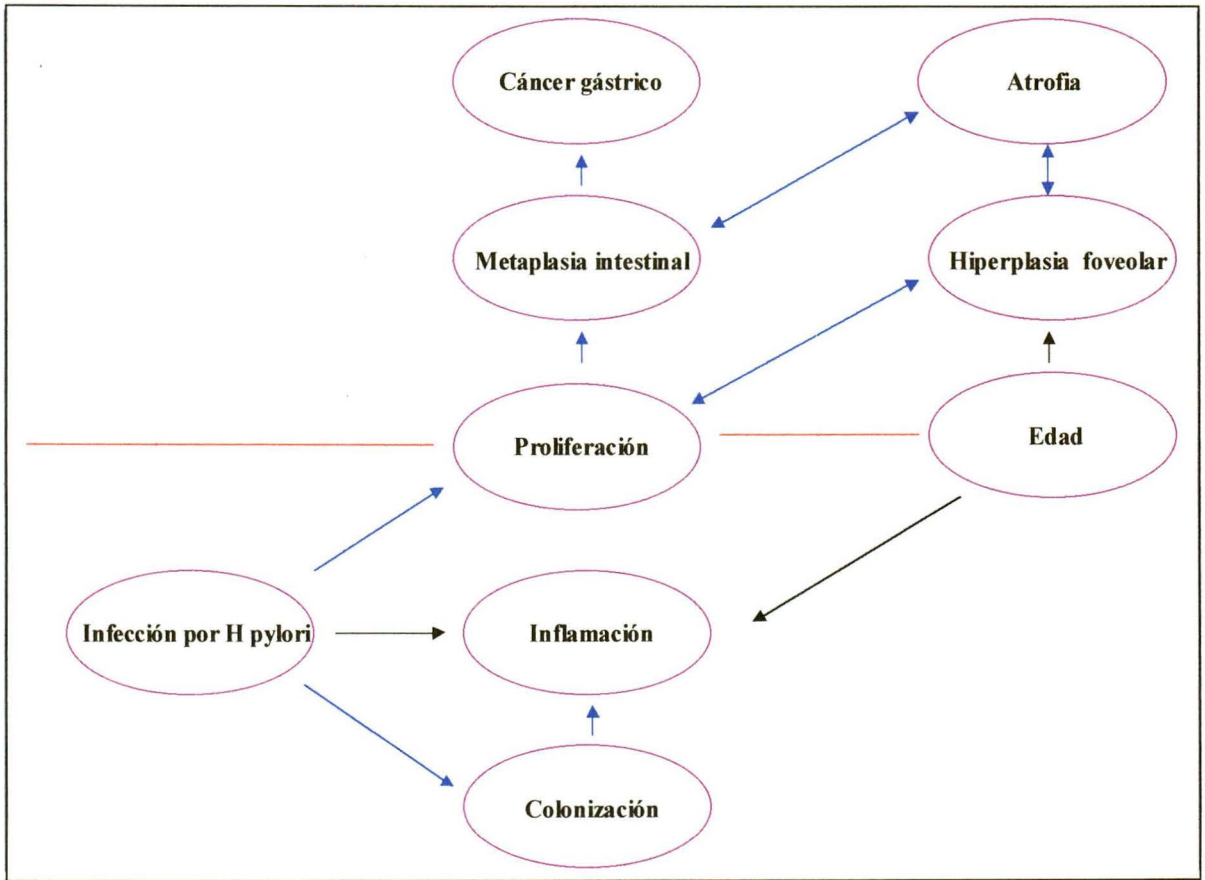 Cáncer gástrico
Atrofia
Metaplasia intestinal
Hiperplasia foveolar
Proliferación
Edad
Infección por H pylori
Inflamación
Colonización